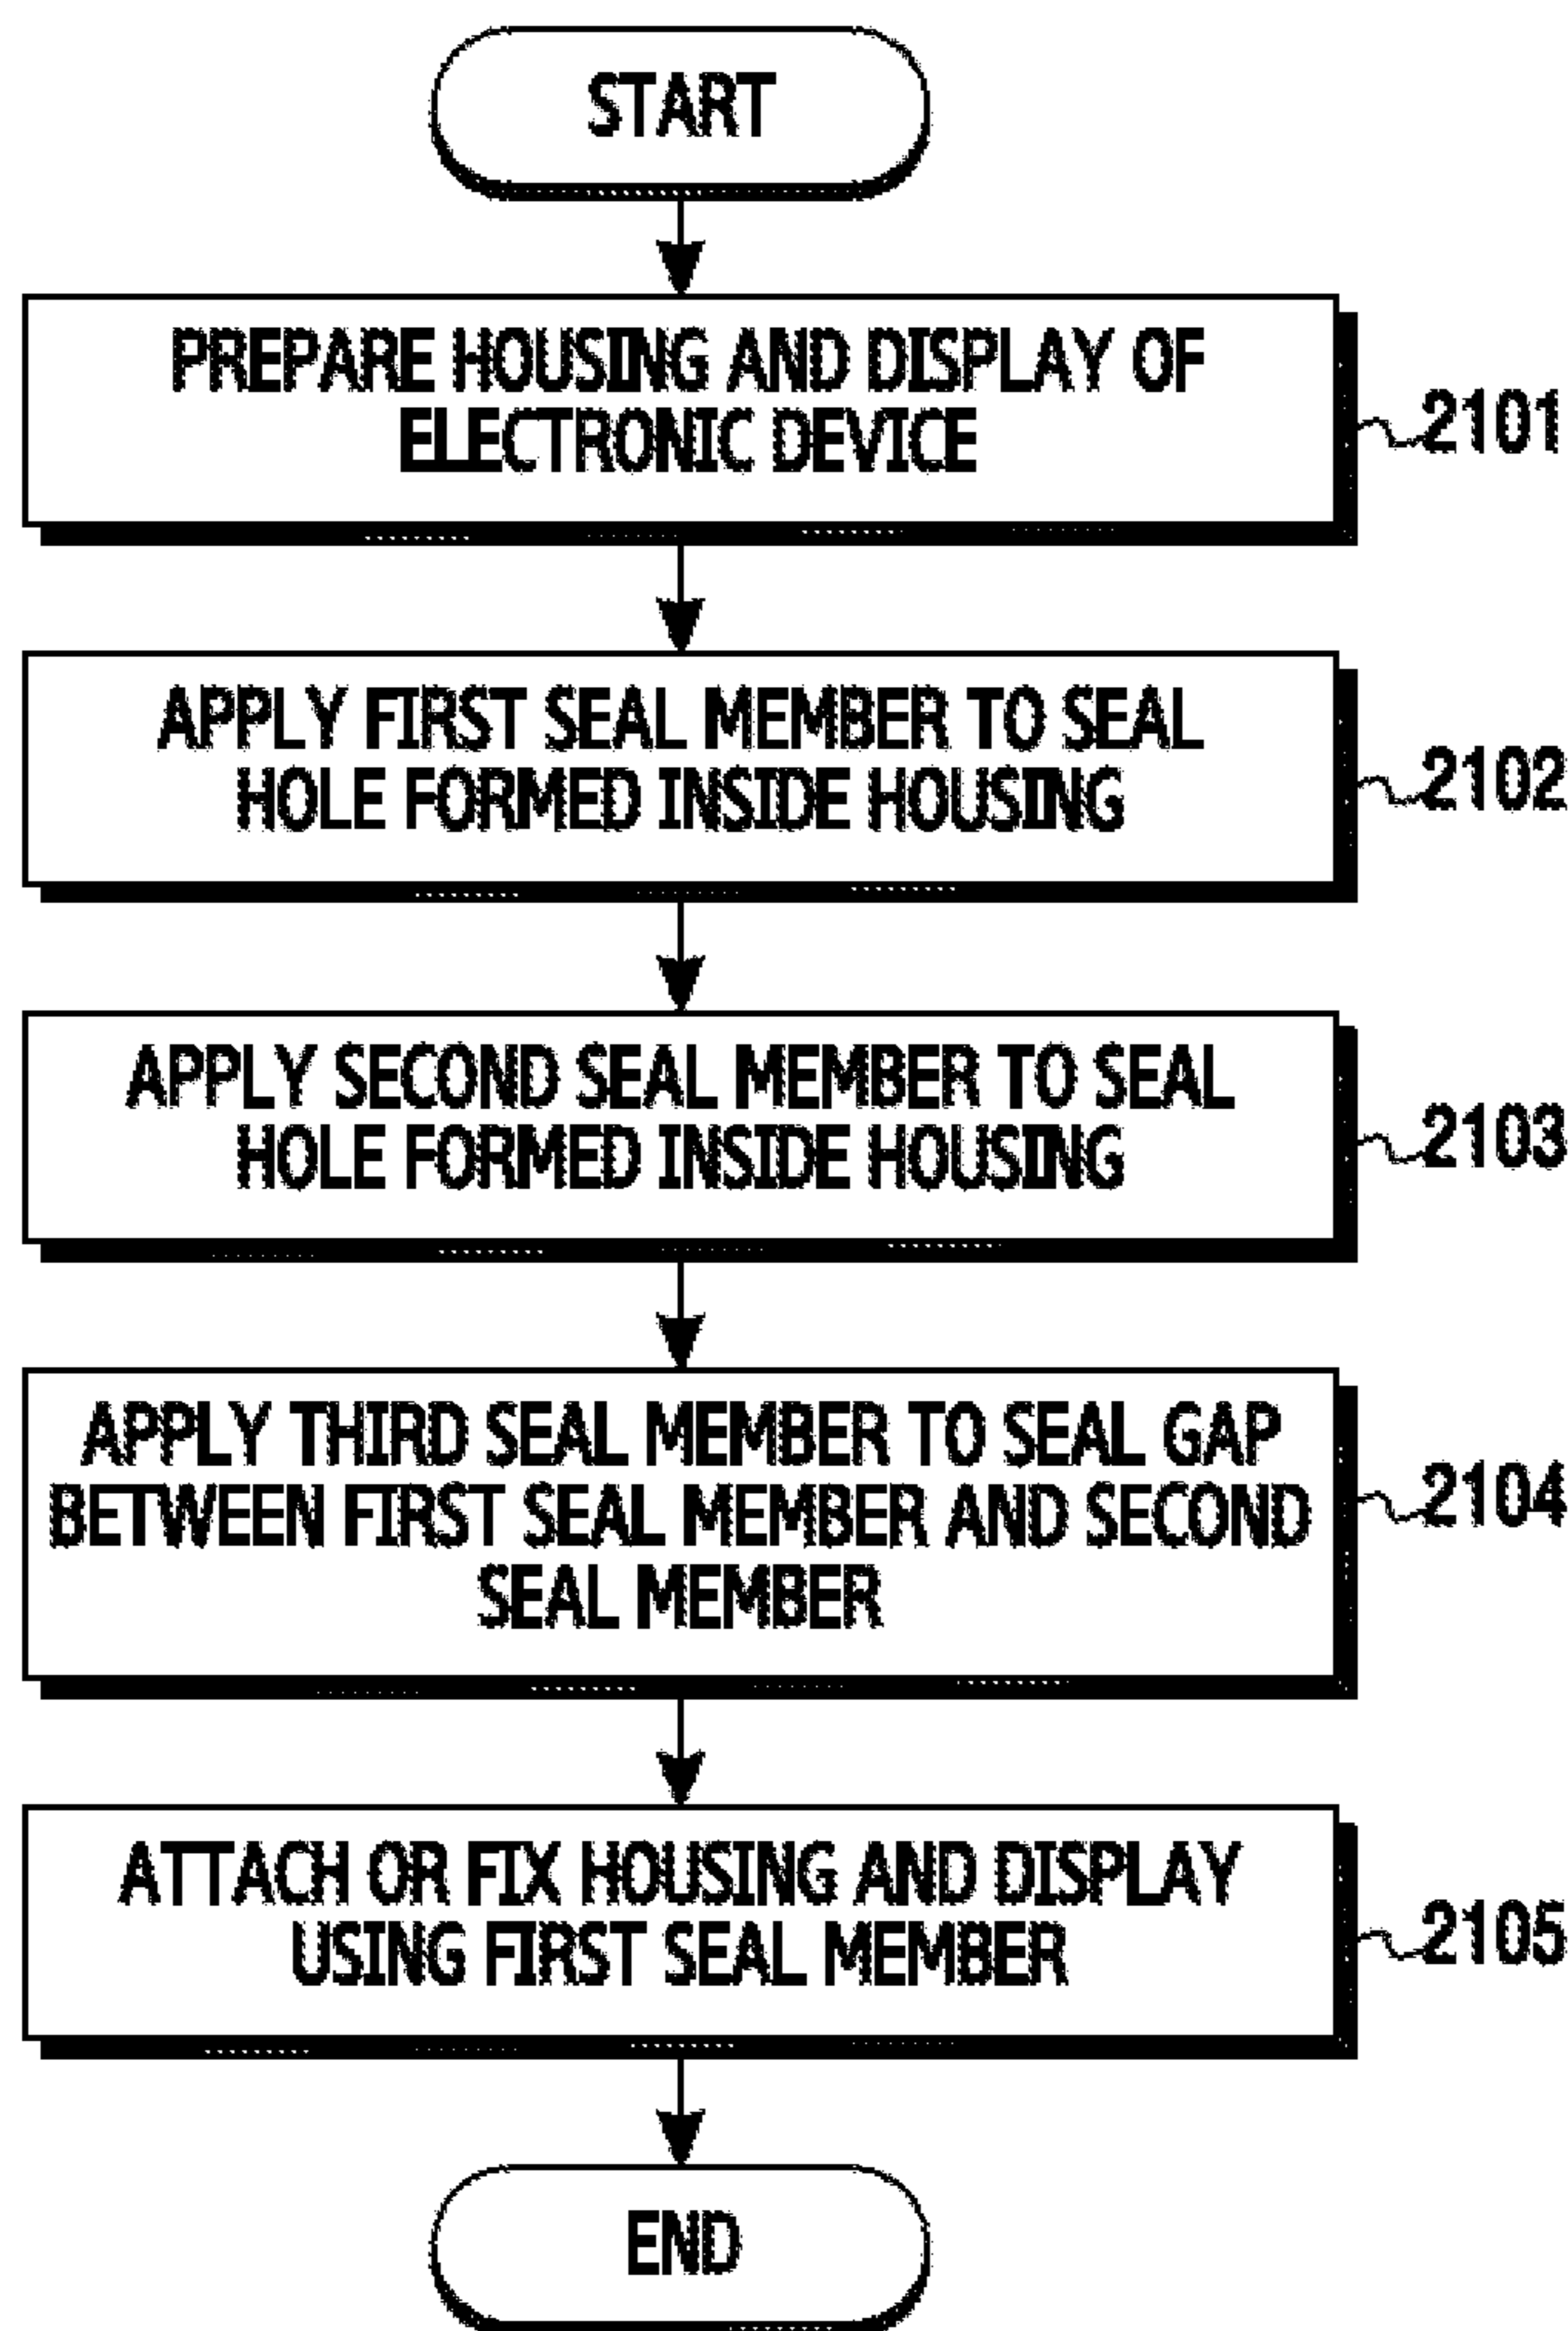 START
PREPARE HOUSING AND DISPLAY OF
ELECTRONIC DEVICE
2101
APPLY FIRST SEAL MEMBER TO SEAL
HOLE FORMED INSIDE HOUSING
2102
APPLY SECOND SEAL MEMBER TO SEAL
HOLE FORMED INSIDE HOUSING
2103
APPLY THIRD SEAL MEMBER TO SEAL GAP
BETWEEN FIRST SEAL MEMBER AND SECOND
SEAL MEMBER
2104
ATTACH OR FIX HOUSING AND DISPLAY
USING FIRST SEAL MEMBER
2105
END